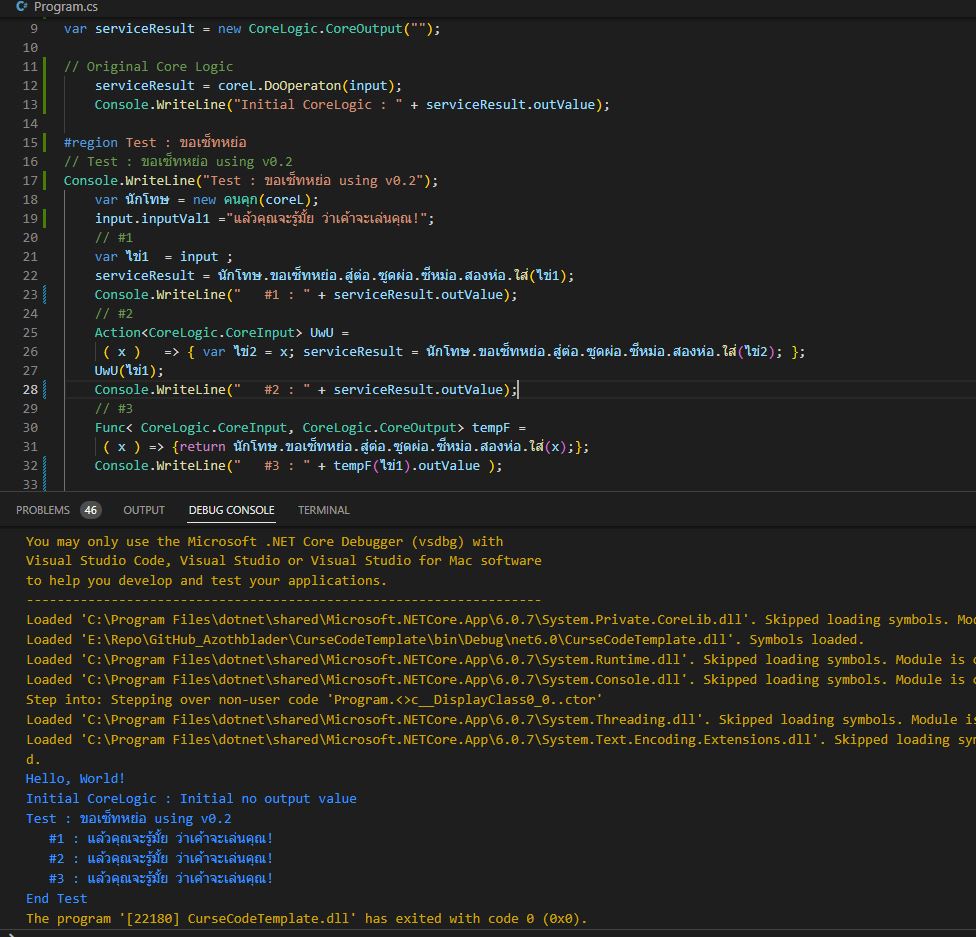 Program.cs
9 var serviceResult = new CoreLogic.CoreOutput("");
10
11 // Original Core Logic
12 serviceResult = coreL.DoOperaton(input);
13 Console.WriteLine("Initial CoreLogic : " + serviceResult.outValue);
14
15 #region Test : ขอเซ็ทหย่อ
16 // Test : ขอเซ็ทหย่อ using v0.2
17 Console.WriteLine("Test : ขอเซ็ทหย่อ using v0.2");
18 var นักโทษ = new คนคุก(coreL);
19 input.inputVal1 ="แล้วคุณจะรู้มั้ย ว่าเค้าจะเล่นคุณ!";
20 // #1
21 var ไข่1 = input ;
22 serviceResult = นักโทษ.ขอเซ็ทหย่อ.สู่ต่อ.ซูดผ่อ.ซีหม่อ.สองห่อ.ใส่(ไข่1);
23 Console.WriteLine("   #1 : " + serviceResult.outValue);
24 // #2
25 Action<CoreLogic.CoreInput> UwU =
26 ( x ) => { var ไข่2 = x; serviceResult = นักโทษ.ขอเซ็ทหย่อ.สู่ต่อ.ซูดผ่อ.ซีหม่อ.สองห่อ.ใส่(ไข่2); };
27 UwU(ไข่1);
28 Console.WriteLine("   #2 : " + serviceResult.outValue);
29 // #3
30 Func< CoreLogic.CoreInput, CoreLogic.CoreOutput> tempF =
31 ( x ) => {return นักโทษ.ขอเซ็ทหย่อ.สู่ต่อ.ซูดผ่อ.ซีหม่อ.สองห่อ.ใส่(x);};
32 Console.WriteLine("   #3 : " + tempF(ไข่1).outValue );
33
PROBLEMS 46 OUTPUT DEBUG CONSOLE TERMINAL
You may only use the Microsoft .NET Core Debugger (vsdbg) with
Visual Studio Code, Visual Studio or Visual Studio for Mac software
to help you develop and test your applications.
-------------------------------------------------------------------
Loaded 'C:\Program Files\dotnet\shared\Microsoft.NETCore.App\6.0.7\System.Private.CoreLib.dll'. Skipped loading symbols. Mo
Loaded 'E:\Repo\GitHub_Azothblader\CurseCodeTemplate\bin\Debug\net6.0\CurseCodeTemplate.dll'. Symbols loaded.
Loaded 'C:\Program Files\dotnet\shared\Microsoft.NETCore.App\6.0.7\System.Runtime.dll'. Skipped loading symbols. Module is
Loaded 'C:\Program Files\dotnet\shared\Microsoft.NETCore.App\6.0.7\System.Console.dll'. Skipped loading symbols. Module is
Step into: Stepping over non-user code 'Program.<>c__DisplayClass0_0..ctor'
Loaded 'C:\Program Files\dotnet\shared\Microsoft.NETCore.App\6.0.7\System.Threading.dll'. Skipped loading symbols. Module is
Loaded 'C:\Program Files\dotnet\shared\Microsoft.NETCore.App\6.0.7\System.Text.Encoding.Extensions.dll'. Skipped loading sy
d.
Hello, World!
Initial CoreLogic : Initial no output value
Test : ขอเซ็ทหย่อ using v0.2
#1 : แล้วคุณจะรู้มั้ย ว่าเค้าจะเล่นคุณ!
#2 : แล้วคุณจะรู้มั้ย ว่าเค้าจะเล่นคุณ!
#3 : แล้วคุณจะรู้มั้ย ว่าเค้าจะเล่นคุณ!
End Test
The program '[22180] CurseCodeTemplate.dll' has exited with code 0 (0x0).